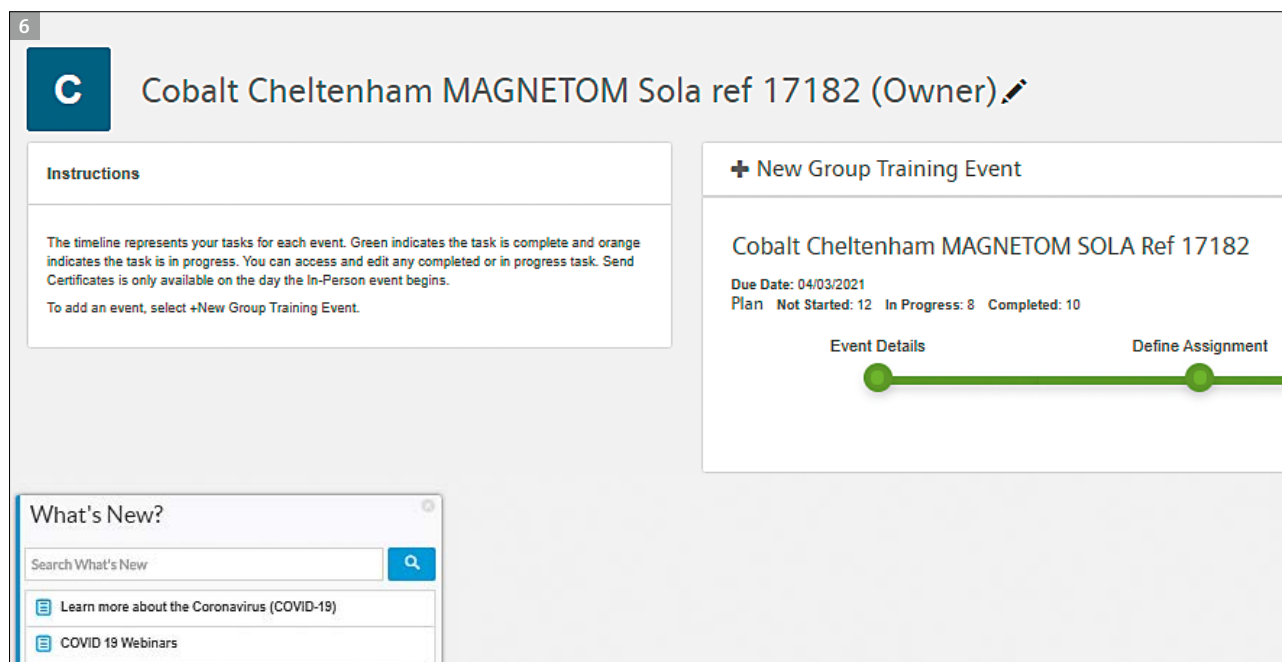 6
C
Cobalt Cheltenham MAGNETOM Sola ref 17182 (Owner)
Instructions
The timeline represents your tasks for each event. Green indicates the task is complete and orange
indicates the task is in progress. You can access and edit any completed or in progress task. Send
Certificates is only available on the day the In-Person event begins.
To add an event, select +New Group Training Event.
+ New Group Training Event
Cobalt Cheltenham MAGNETOM SOLA Ref 17182
Due Date: 04/03/2021
Plan Not Started: 12 In Progress: 8 Completed: 10
Event Details
Define Assignment
What's New?
Search What's New
Learn more about the Coronavirus (COVID-19)
COVID 19 Webinars